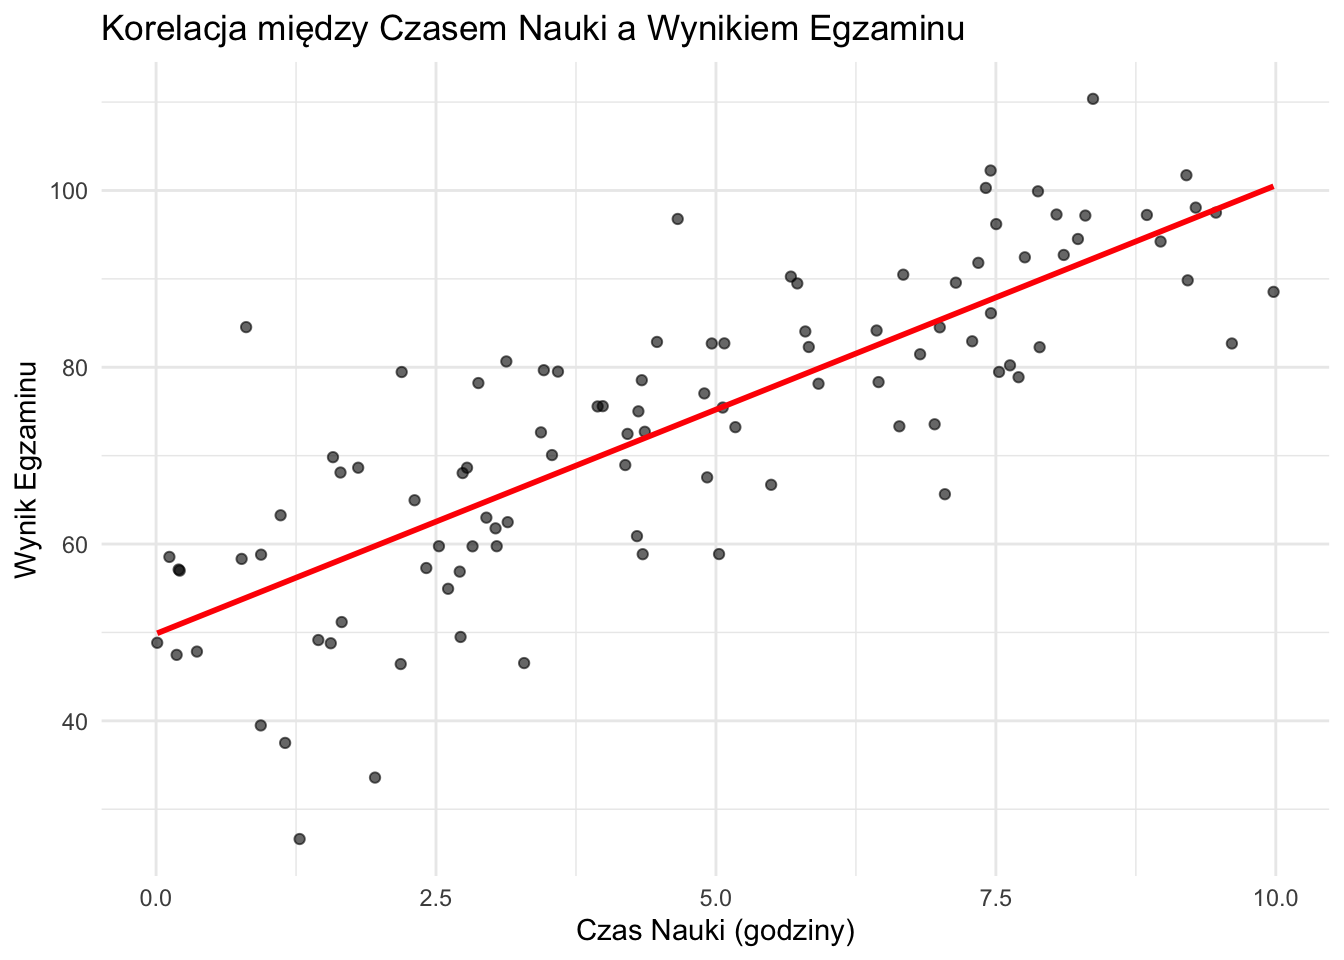 Korelacja między Czasem Nauki a Wynikiem Egzaminu
Wynik Egzaminu
100
80
60
40
0.0 2.5 5.0 7.5 10.0
Czas Nauki (godziny)